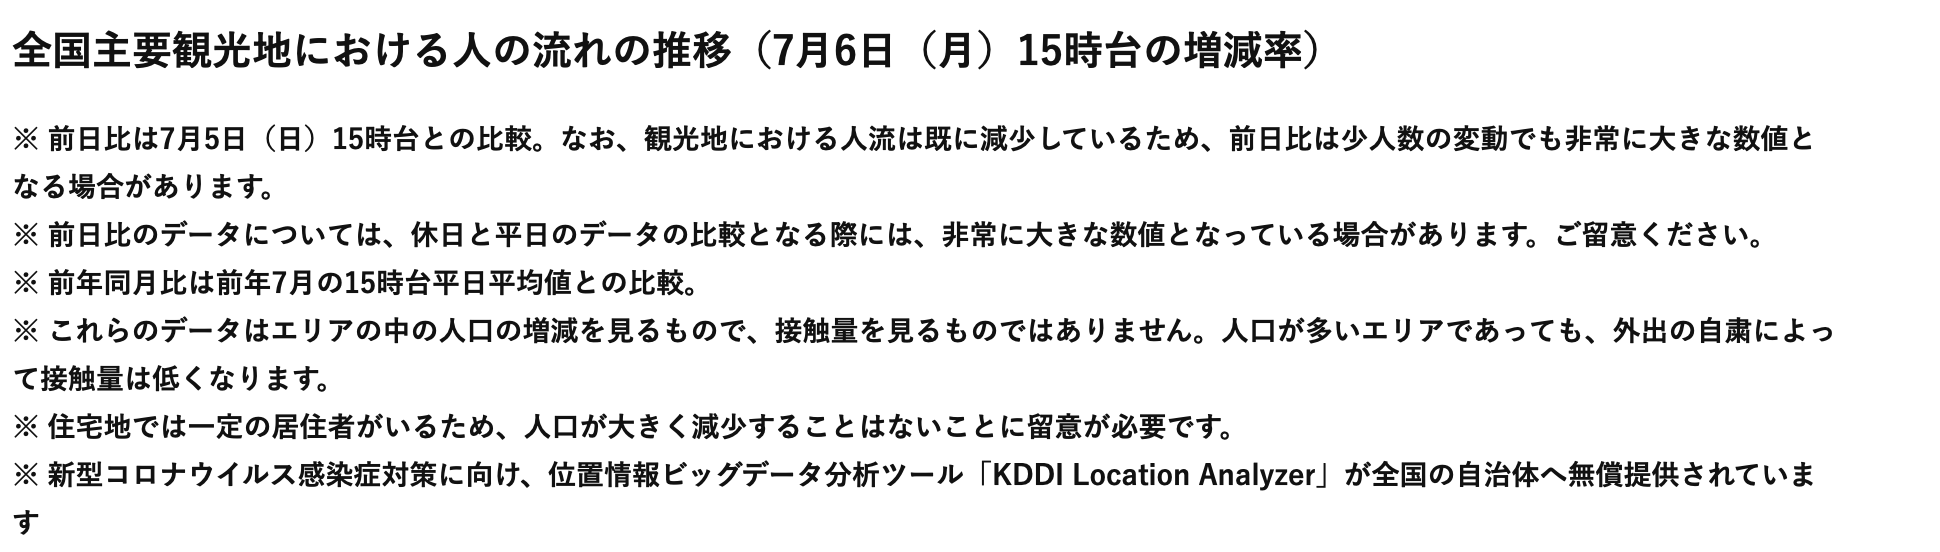 全国主要観光地における人の流れの推移（7月6日（月）15時台の増減率）
※ 前日比は7月5日（日）15時台との比較。なお、観光地における人流は既に減少しているため、前日比は少人数の変動でも非常に大きな数値と
なる場合があります。
※ 前日比のデータについては、休日と平日のデータの比較となる際には、非常に大きな数値となっている場合があります。ご留意ください。
※ 前年同月比は前年7月の15時台平日平均値との比較。
※ これらのデータはエリアの中の人口の増減を見るもので、接触量を見るものではありません。人口が多いエリアであっても、外出の自粛によっ
て接触量は低くなります。
※ 住宅地では一定の居住者がいるため、人口が大きく減少することはないことに留意が必要です。
※ 新型コロナウイルス感染症対策に向け、位置情報ビッグデータ分析ツール「KDDI Location Analyzer」が全国の自治体へ無償提供されていま
す